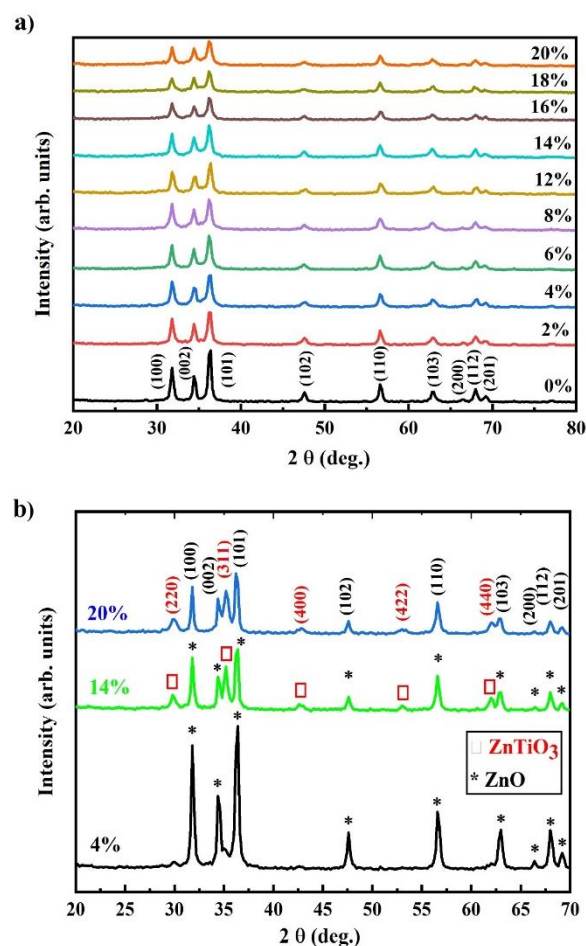 a)
20%
18%
16%
14%
12%
8%
6%
4%
2%
0%
(100) (002) (101) (102) (110) (103) (200) (112) (201)
Intensity (arb. units)
20 30 40 50 60 70 80
2 θ (deg.)
b)
(220) (100) (002) (311) (101) (400) (102) (422) (110) (440) (103) (200) (112) (201)
20%
14%
4%
* * * * * * * * *
* * * * * * * * *
ZnTiO3
* ZnO
Intensity (arb. units)
20 25 30 35 40 45 50 55 60 65 70
2 θ (deg.)